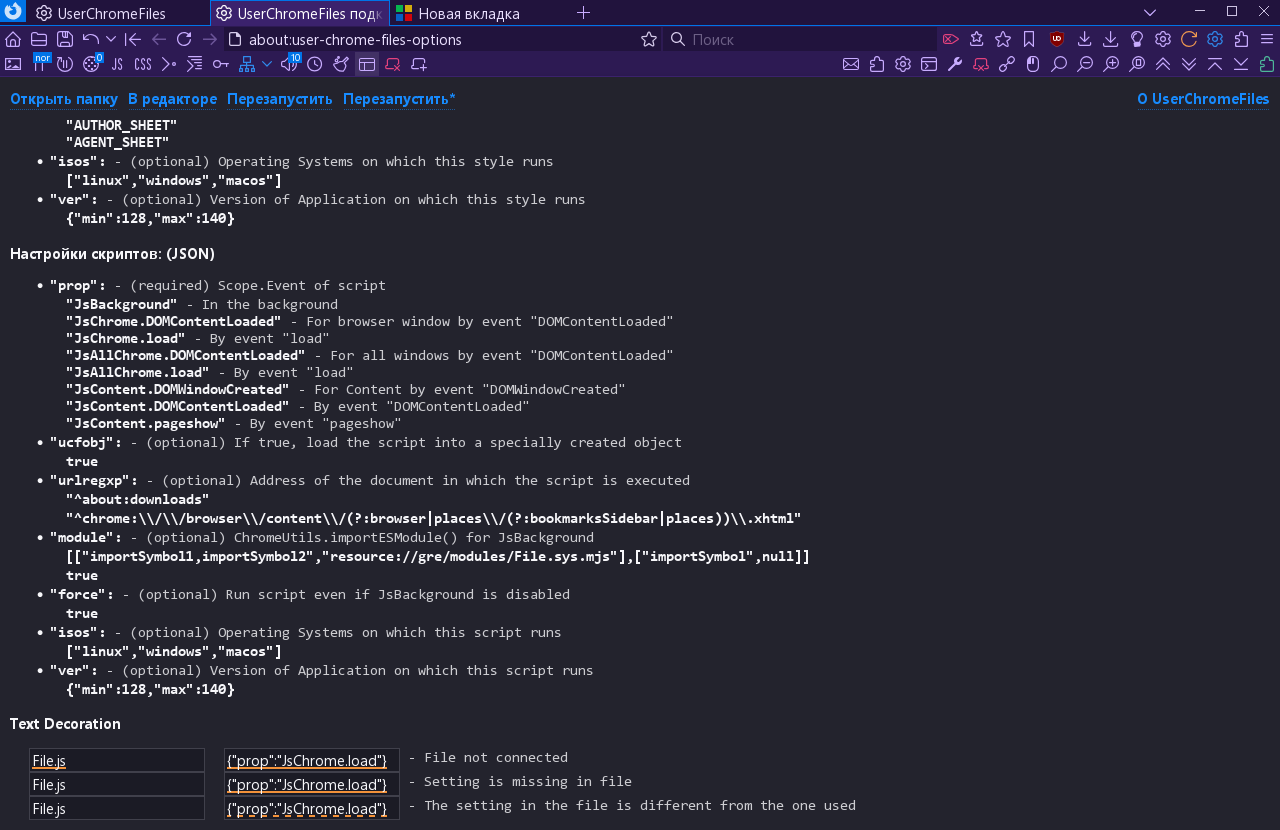 UserChromeFiles
UserChromeFiles подк
Новая вкладка
about:user-chrome-files-options
Поиск
UD
nor
0
JS
CSS
10
Открыть папку В редакторе Перезапустить Перезапустить* О UserChromeFiles
"AUTHOR_SHEET"
"AGENT_SHEET"
• "isos": - (optional) Operating Systems on which this style runs
["linux","windows","macos"]
• "ver": - (optional) Version of Application on which this style runs
{"min":128,"max":140}
Настройки скриптов: (JSON)
• "prop": - (required) Scope.Event of script
"JsBackground" - In the background
"JsChrome.DOMContentLoaded" - For browser window by event "DOMContentLoaded"
"JsChrome.load" - By event "load"
"JsAllChrome.DOMContentLoaded" - For all windows by event "DOMContentLoaded"
"JsAllChrome.load" - By event "load"
"JsContent.DOMWindowCreated" - For Content by event "DOMWindowCreated"
"JsContent.DOMContentLoaded" - By event "DOMContentLoaded"
"JsContent.pageshow" - By event "pageshow"
• "ucfobj": - (optional) If true, load the script into a specially created object
true
• "urlregxp": - (optional) Address of the document in which the script is executed
"^about:downloads"
"^chrome:\\/\\/browser\\/content\\/(?:browser|places\\/(?:bookmarksSidebar|places))\\.xhtml"
• "module": - (optional) ChromeUtils.importESModule() for JsBackground
[["importSymbol1,importSymbol2","resource://gre/modules/File.sys.mjs"],["importSymbol",null]]
true
• "force": - (optional) Run script even if JsBackground is disabled
true
• "isos": - (optional) Operating Systems on which this script runs
["linux","windows","macos"]
• "ver": - (optional) Version of Application on which this script runs
{"min":128,"max":140}
Text Decoration
File.js {"prop":"JsChrome.load"} - File not connected
File.js {"prop":"JsChrome.load"} - Setting is missing in file
File.js {"prop":"JsChrome.load"} - The setting in the file is different from the one used